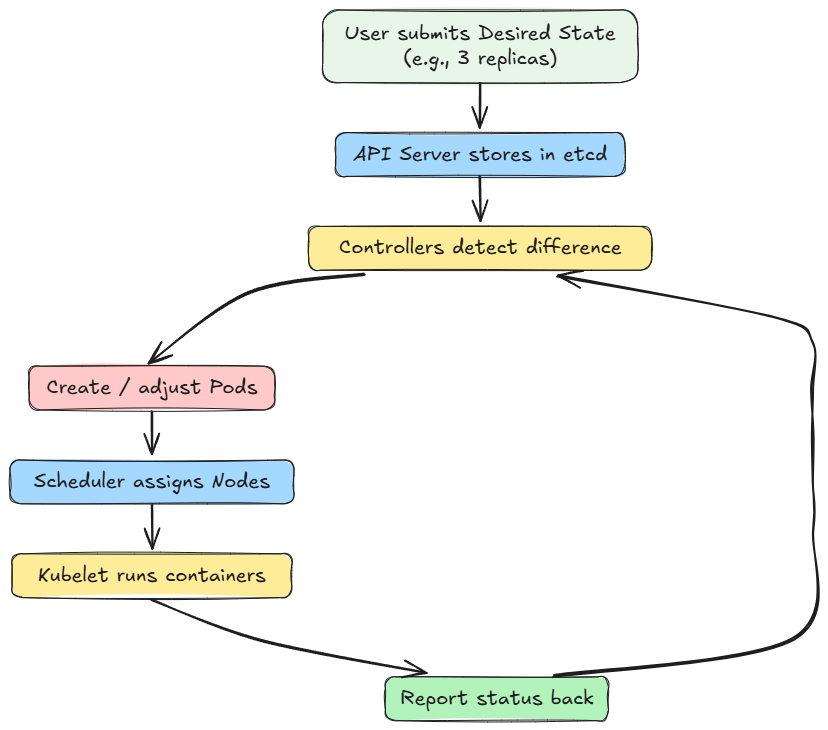 User submits Desired State
(e.g., 3 replicas)
API Server stores in etcd
Controllers detect difference
Create / adjust Pods
Scheduler assigns Nodes
Kubelet runs containers
Report status back